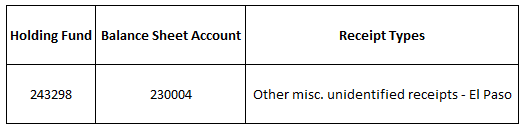 Holding Fund Balance Sheet Account Receipt Types
243298 230004 Other misc. unidentified receipts - El Paso